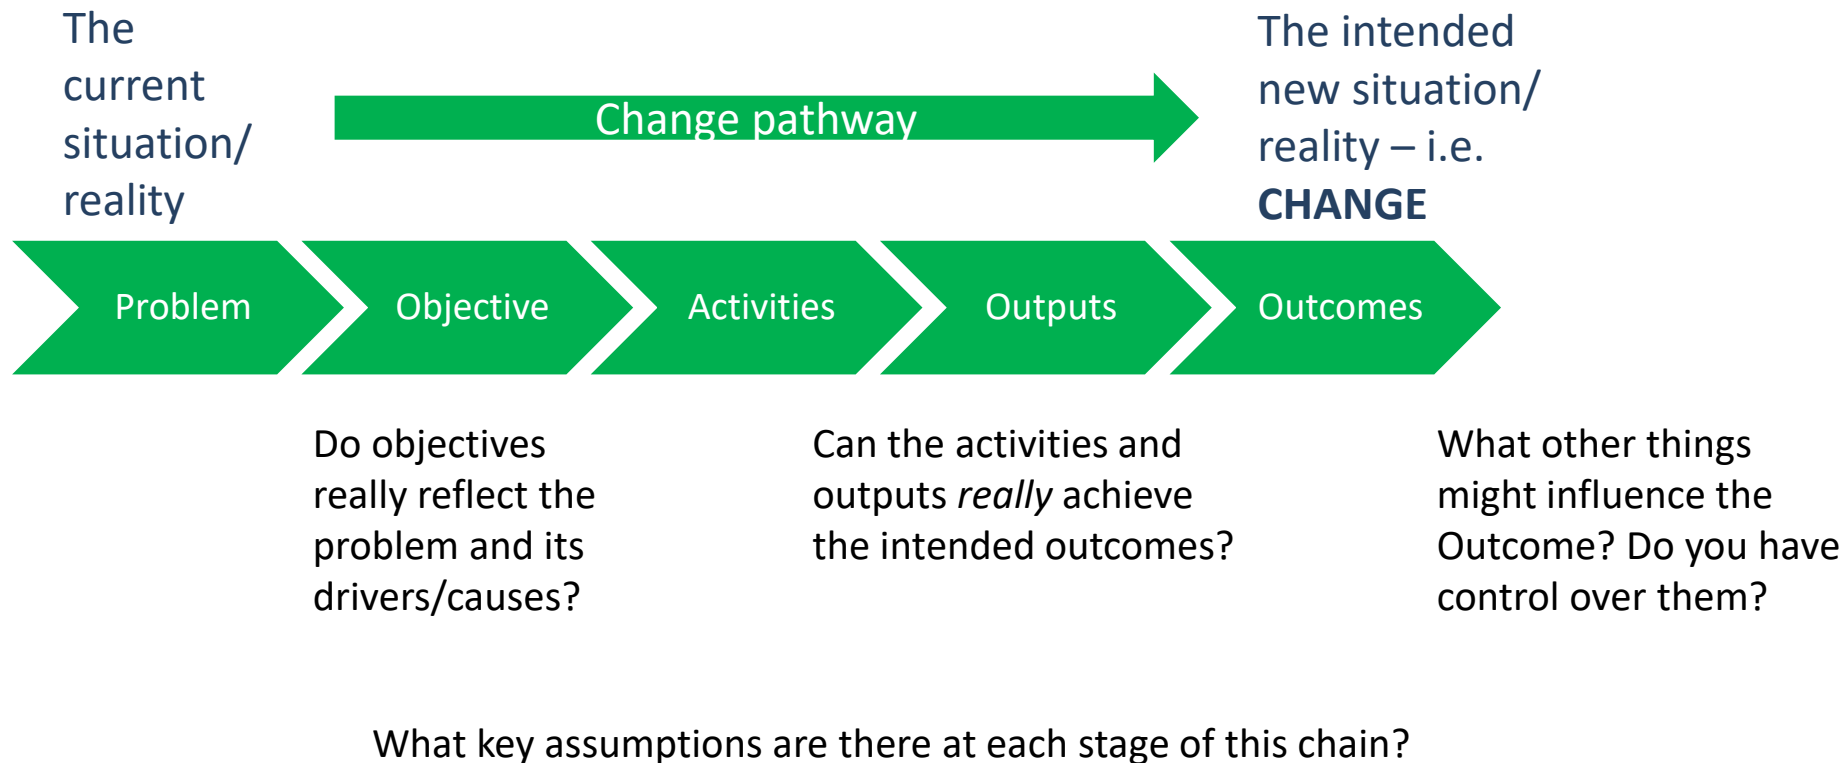 The
current
situation/
reality
Change pathway
The intended
new situation/
reality – i.e.
CHANGE
Problem
Objective
Activities
Outputs
Outcomes
Do objectives
really reflect the
problem and its
drivers/causes?
Can the activities and
outputs really achieve
the intended outcomes?
What other things
might influence the
Outcome? Do you have
control over them?
What key assumptions are there at each stage of this chain?